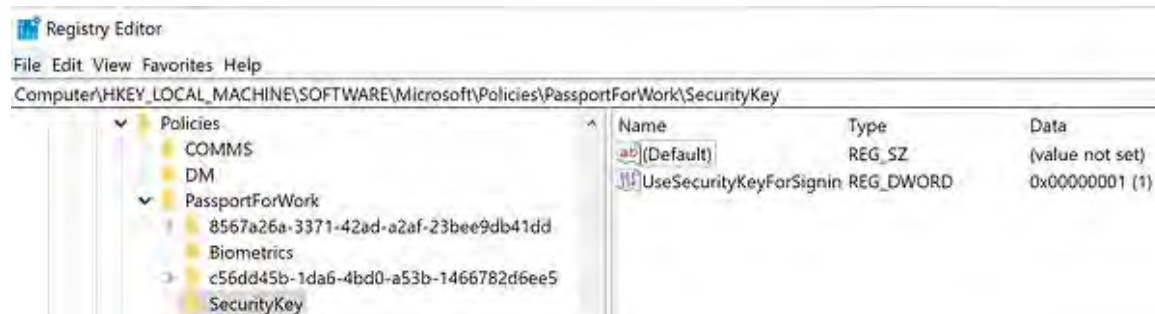 Registry Editor
File Edit View Favorites Help
Computer\HKEY_LOCAL_MACHINE\SOFTWARE\Microsoft\Policies\PassportForWork\SecurityKey
Policies
COMMS
DM
PassportForWork
8567a26a-3371-42ad-a2af-23bee9db41dd
Biometrics
c56dd45b-1da6-4bd0-a53b-1466782d6ee5
SecurityKey
Name Type Data
ab (Default) REG_SZ (value not set)
UseSecurityKeyForSignin REG_DWORD 0x00000001 (1)